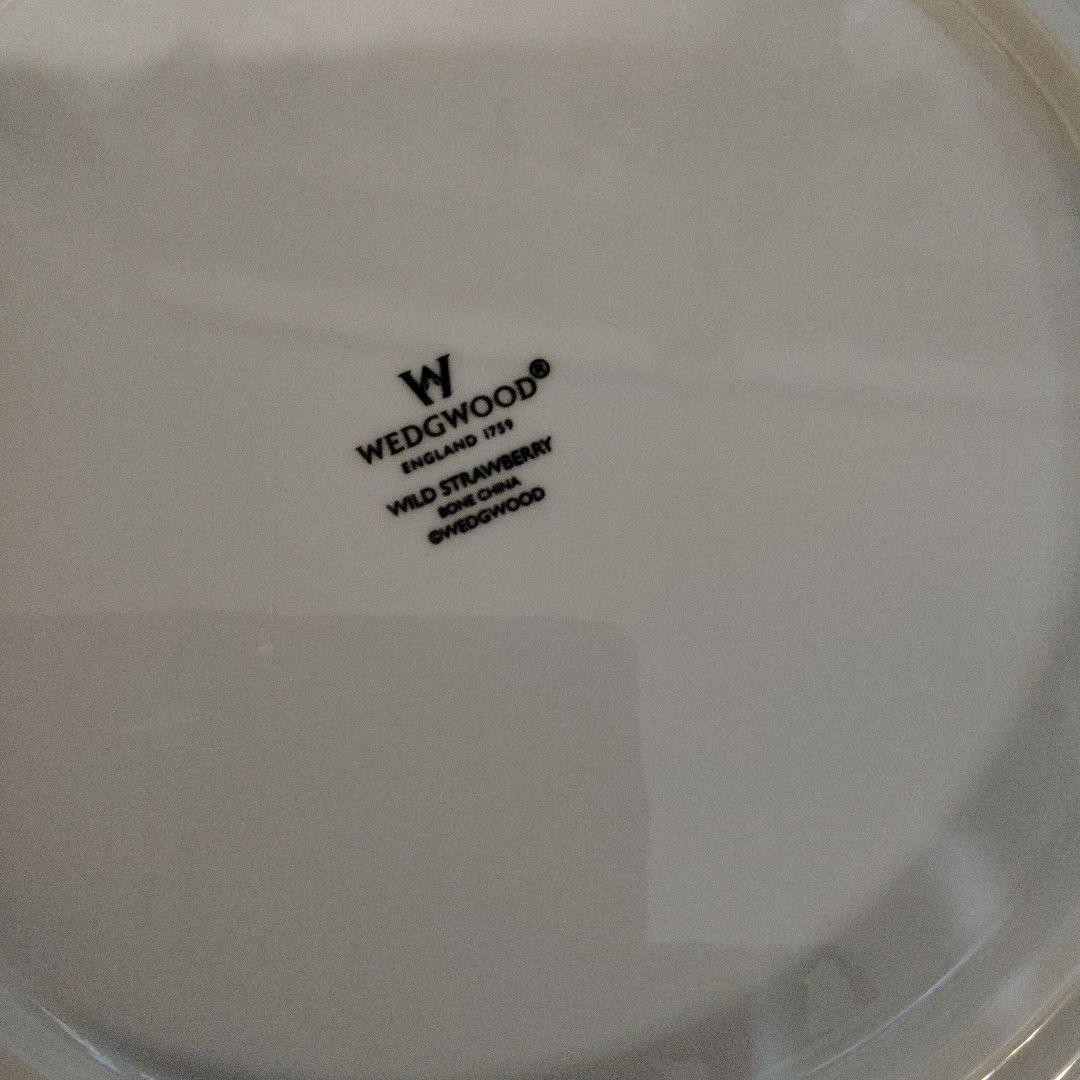 W
WEDGWOOD®
ENGLAND 1759
WILD STRAWBERRY
BONE CHINA
©WEDGWOOD